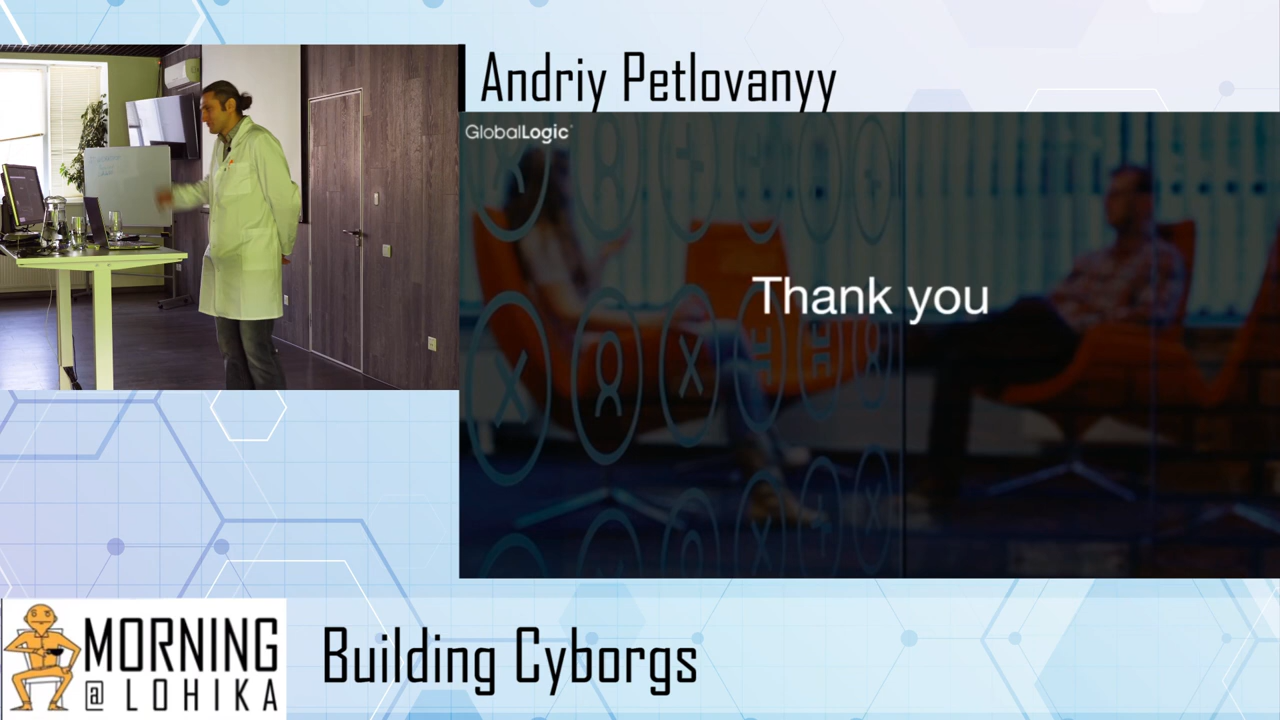 Andriy Petlovanyy
GlobalLogic
Thank you
MORNING
@ LOHIKA
Building Cyborgs